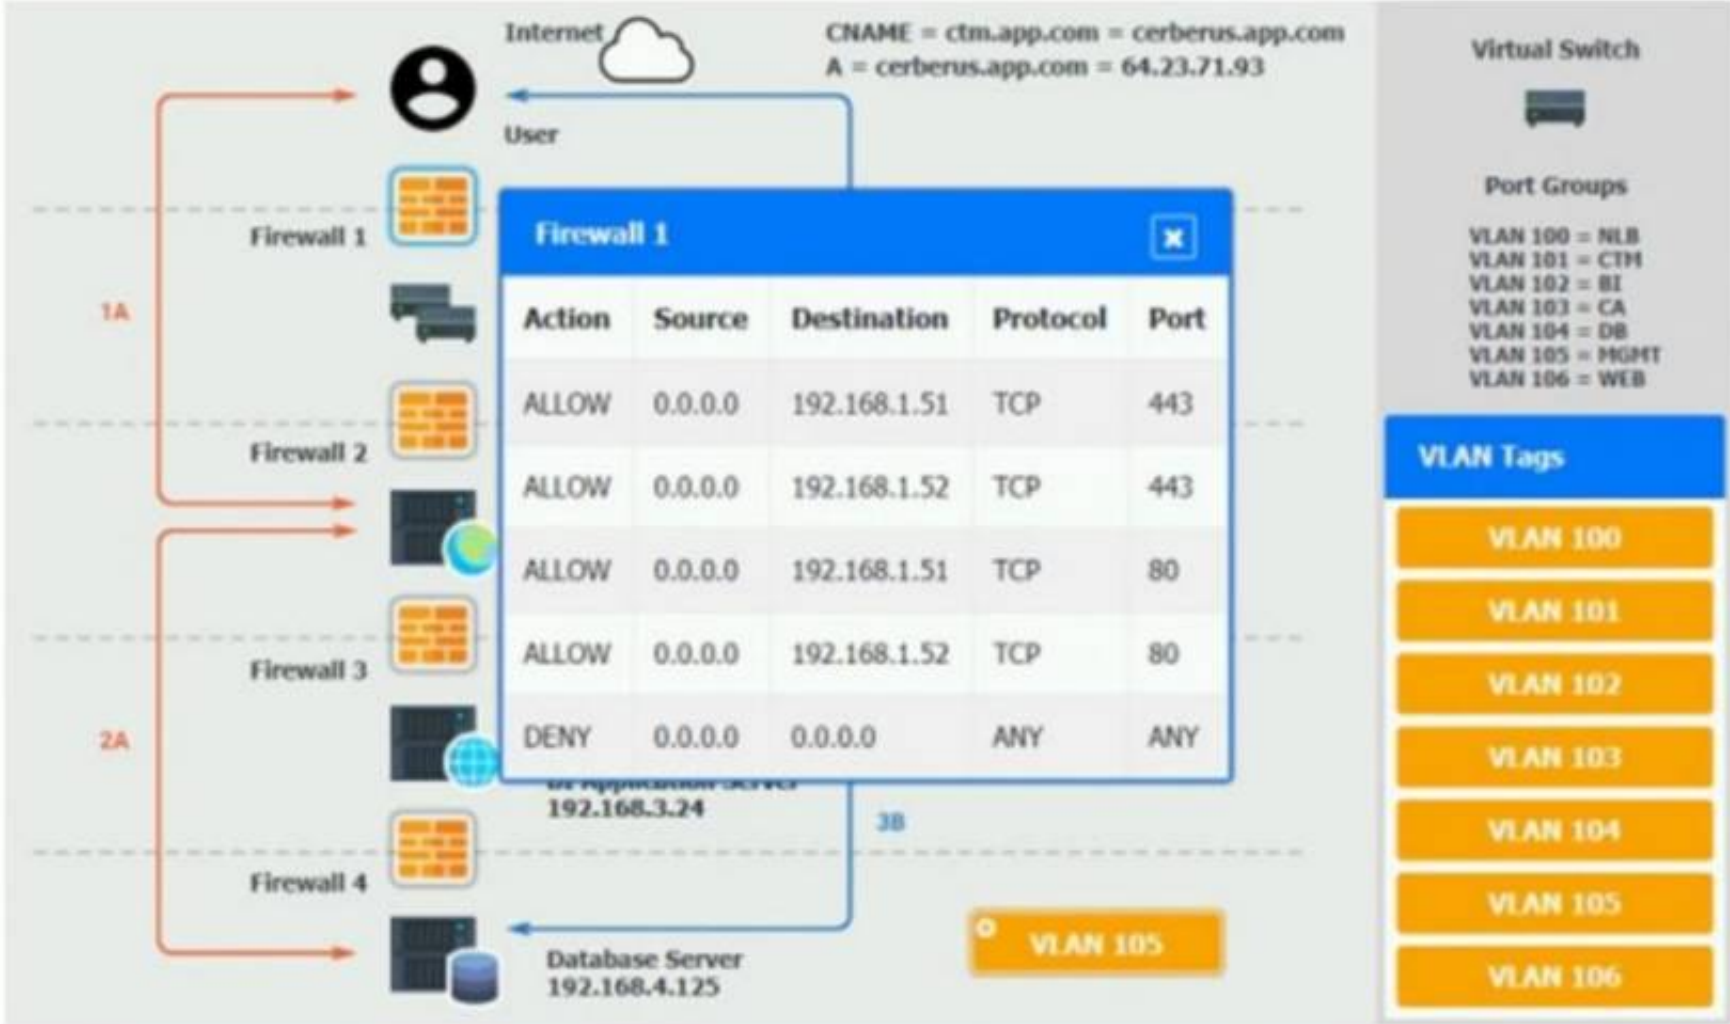 Internet
CNAME = ctm.app.com = cerberus.app.com
A = cerberus.app.com = 64.23.71.93
User
Firewall 1
1A
Firewall 2
Firewall 3
2A
Firewall 4
Firewall 1
Action Source Destination Protocol Port
ALLOW 0.0.0.0 192.168.1.51 TCP 443
ALLOW 0.0.0.0 192.168.1.52 TCP 443
ALLOW 0.0.0.0 192.168.1.51 TCP 80
ALLOW 0.0.0.0 192.168.1.52 TCP 80
DENY 0.0.0.0 0.0.0.0 ANY ANY
BI Application Server
192.168.3.24
3B
Database Server
192.168.4.125
VLAN 105
Virtual Switch
Port Groups
VLAN 100 = NLB
VLAN 101 = CTM
VLAN 102 = BI
VLAN 103 = CA
VLAN 104 = DB
VLAN 105 = MGMT
VLAN 106 = WEB
VLAN Tags
VLAN 100
VLAN 101
VLAN 102
VLAN 103
VLAN 104
VLAN 105
VLAN 106